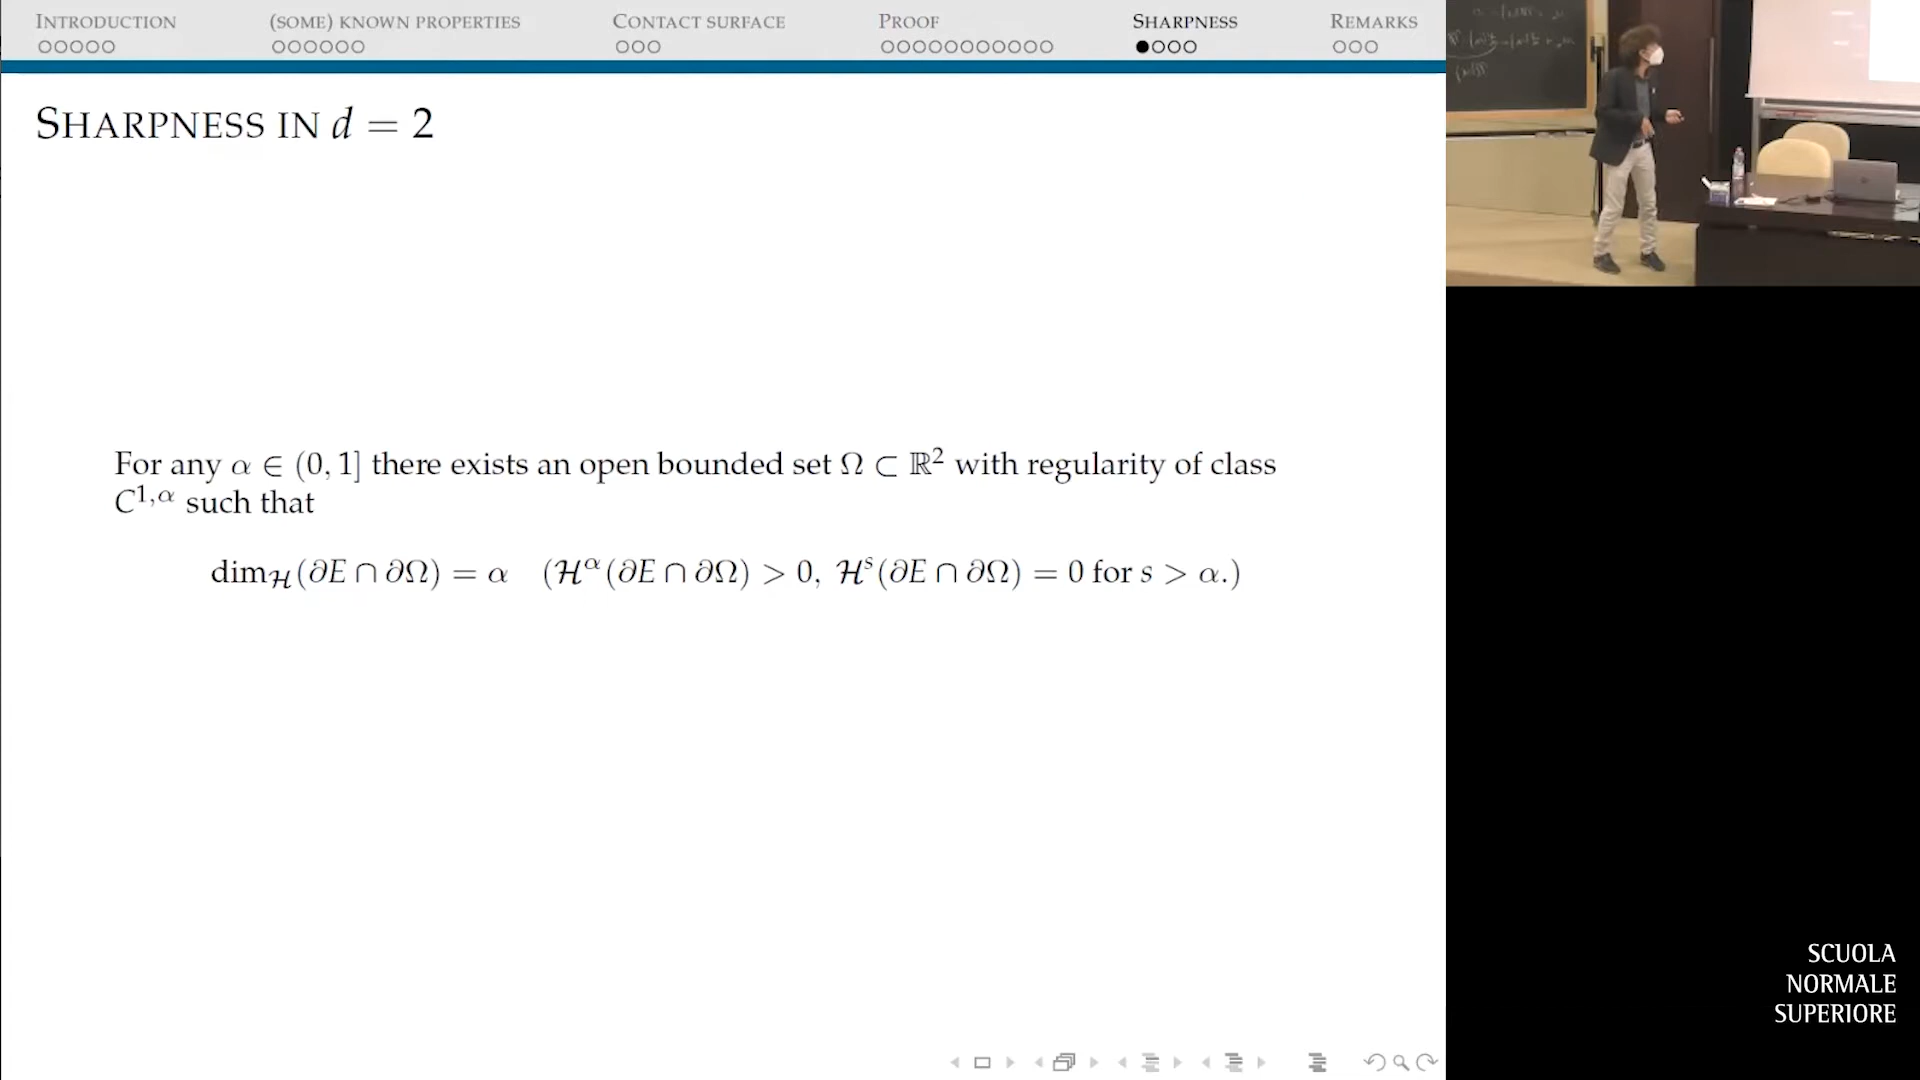 INTRODUCTION (SOME) KNOWN PROPERTIES CONTACT SURFACE PROOF SHARPNESS REMARKS
SHARPNESS IN d = 2
For any α ∈ (0, 1] there exists an open bounded set Ω ⊂ ℝ² with regularity of class
C^{1,α} such that
dim_ℋ(∂E ∩ ∂Ω) = α (ℋ^α(∂E ∩ ∂Ω) > 0, ℋ^s(∂E ∩ ∂Ω) = 0 for s > α.)
SCUOLA
NORMALE
SUPERIORE